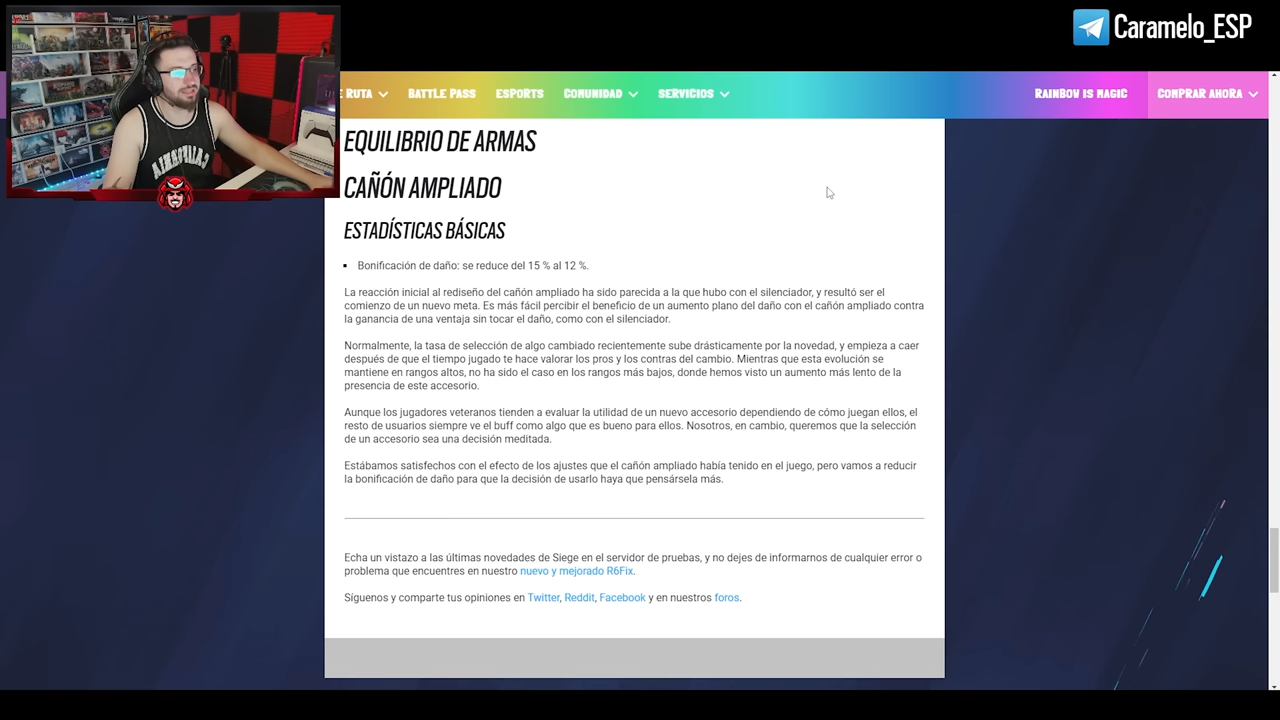 Caramelo_ESP
E RUTA
BATTLE PASS
ESPORTS
COMUNIDAD
SERVICIOS
RAINBOW IS MAGIC
COMPRAR AHORA
CALIFORNIA
EQUILIBRIO DE ARMAS
CAÑÓN AMPLIADO
ESTADÍSTICAS BÁSICAS
Bonificación de daño: se reduce del 15 % al 12 %.
La reacción inicial al rediseño del cañón ampliado ha sido parecida a la que hubo con el silenciador, y resultó ser el
comienzo de un nuevo meta. Es más fácil percibir el beneficio de un aumento plano del daño con el cañón ampliado contra
la ganancia de una ventaja sin tocar el daño, como con el silenciador.
Normalmente, la tasa de selección de algo cambiado recientemente sube drásticamente por la novedad, y empieza a caer
después de que el tiempo jugado te hace valorar los pros y los contras del cambio. Mientras que esta evolución se
mantiene en rangos altos, no ha sido el caso en los rangos más bajos, donde hemos visto un aumento más lento de la
presencia de este accesorio.
Aunque los jugadores veteranos tienden a evaluar la utilidad de un nuevo accesorio dependiendo de cómo juegan ellos, el
resto de usuarios siempre ve el buff como algo que es bueno para ellos. Nosotros, en cambio, queremos que la selección
de un accesorio sea una decisión meditada.
Estábamos satisfechos con el efecto de los ajustes que el cañón ampliado había tenido en el juego, pero vamos a reducir
la bonificación de daño para que la decisión de usarlo haya que pensársela más.
Echa un vistazo a las últimas novedades de Siege en el servidor de pruebas, y no dejes de informarnos de cualquier error o
problema que encuentres en nuestro nuevo y mejorado R6Fix.
Síguenos y comparte tus opiniones en Twitter, Reddit, Facebook y en nuestros foros.